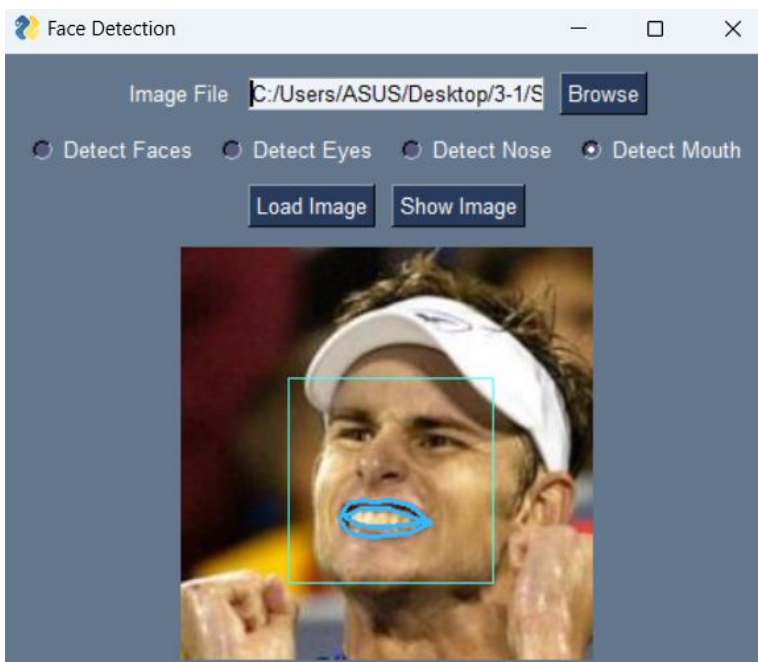 Face Detection
Image File C:/Users/ASUS/Desktop/3-1/S Browse
Detect Faces Detect Eyes Detect Nose Detect Mouth
Load Image Show Image